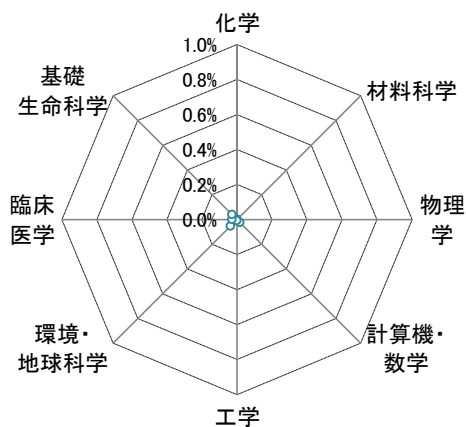 化学
1.0%
0.8%
0.6%
0.4%
0.2%
0.0%
材料科学
物理
学
計算機・
数学
工学
環境・
地球科学
臨床
医学
基礎
生命科学